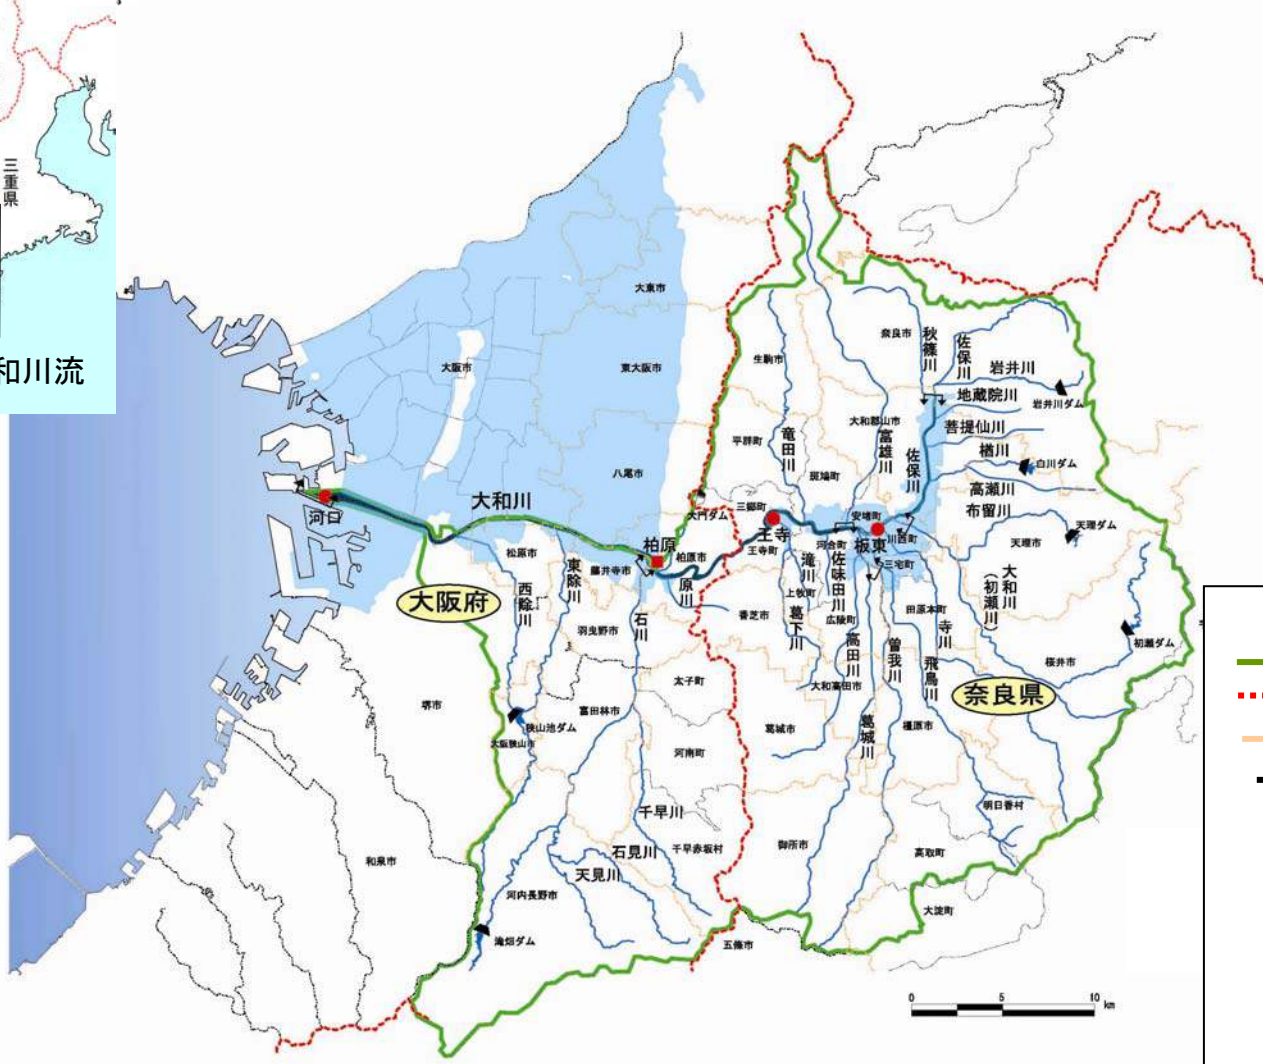 三重県
和川流
大東市
大阪市
東大阪市
八尾市
大和川
河口
柏原
柏原市
大門ダム
松原市
藤井寺市
東除川
西除川
大阪府
羽曳野市
石川
原川
太子町
堺市
富田林市
狭山池ダム
大阪狭山市
河南町
千早川
石見川
千早赤阪村
天見川
和泉市
河内長野市
滝畑ダム
五條市
生駒市
奈良市
秋篠川
佐保川
岩井川
岩井川ダム
地蔵院川
大和郡山市
菩提仙川
平群町
竜田川
富雄川
佐保川
楢川
白川ダム
斑鳩町
高瀬川
布留川
三郷町
安堵町
天理ダム
王寺
王寺町
河合町
板東
川西町
天理市
三宅町
滝川
佐味田川
大和川
（初瀬川）
上牧町
香芝市
葛下川
広陵町
田原本町
寺川
初瀬ダム
高田川
曽我川
飛鳥川
桜井市
大和高田市
奈良県
葛城市
葛城川
橿原市
明日香村
御所市
高取町
大淀町
0 5 10 km